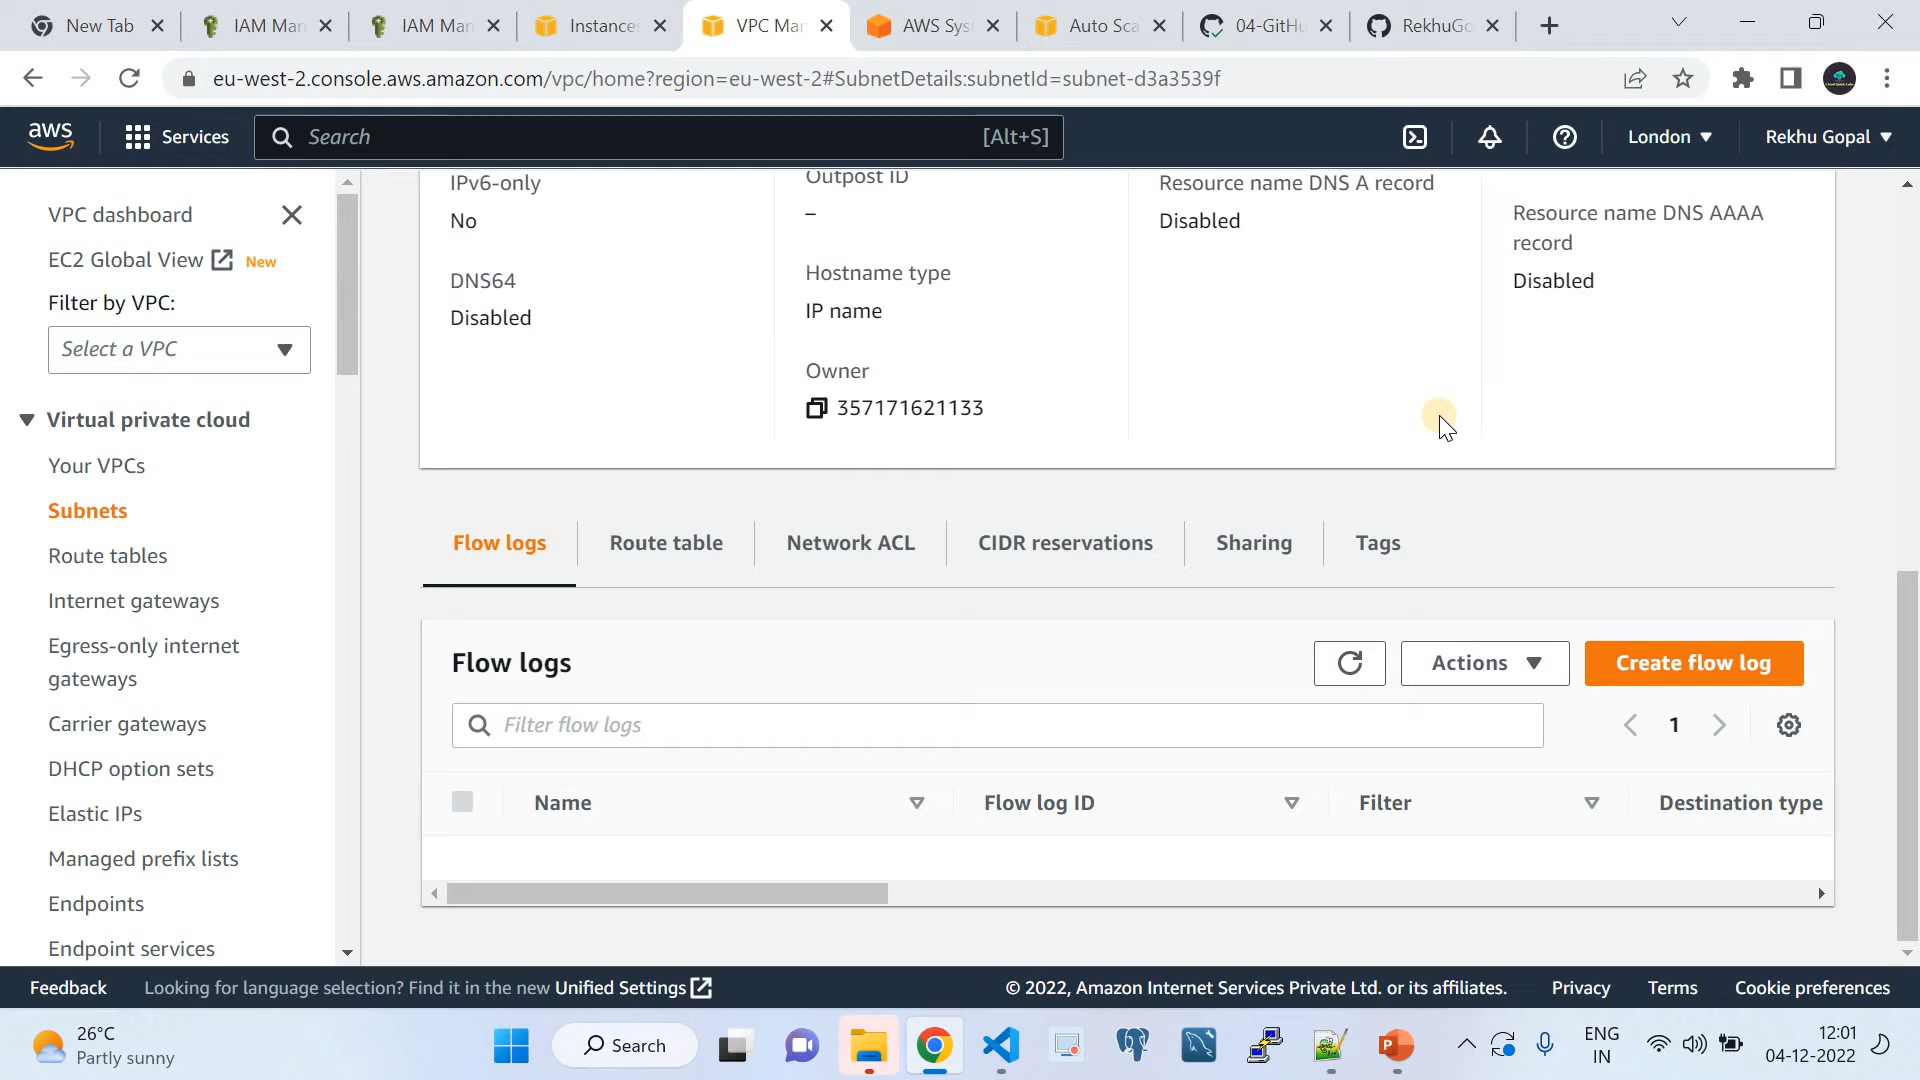 New Tab
IAM Man
IAM Man
Instances
VPC Man
AWS Sys
Auto Sca
04-GitHu
RekhuGo
eu-west-2.console.aws.amazon.com/vpc/home?region=eu-west-2#SubnetDetails:subnetId=subnet-d3a3539f
aws
Services
Search
[Alt+S]
London
Rekhu Gopal
VPC dashboard
EC2 Global View New
Filter by VPC:
Select a VPC
Virtual private cloud
Your VPCs
Subnets
Route tables
Internet gateways
Egress-only internet
gateways
Carrier gateways
DHCP option sets
Elastic IPs
Managed prefix lists
Endpoints
Endpoint services
IPv6-only
No
DNS64
Disabled
Outpost ID
–
Hostname type
IP name
Owner
357171621133
Resource name DNS A record
Disabled
Resource name DNS AAAA
record
Disabled
Flow logs
Route table
Network ACL
CIDR reservations
Sharing
Tags
Flow logs
Actions
Create flow log
Filter flow logs
1
Name
Flow log ID
Filter
Destination type
Feedback
Looking for language selection? Find it in the new Unified Settings
© 2022, Amazon Internet Services Private Ltd. or its affiliates.
Privacy
Terms
Cookie preferences
26°C
Partly sunny
Search
ENG
IN
12:01
04-12-2022